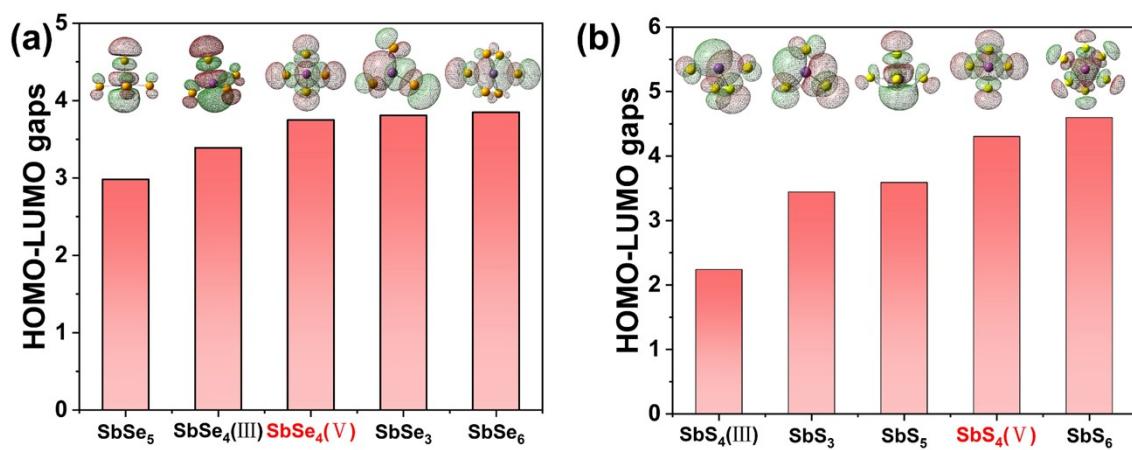 (a)
HOMO-LUMO gaps
5
4
3
2
1
0
SbSe₅ SbSe₄(Ⅲ) SbSe₄(Ⅴ) SbSe₃ SbSe₆
(b)
HOMO-LUMO gaps
6
5
4
3
2
1
0
SbS₄(Ⅲ) SbS₃ SbS₅ SbS₄(Ⅴ) SbS₆